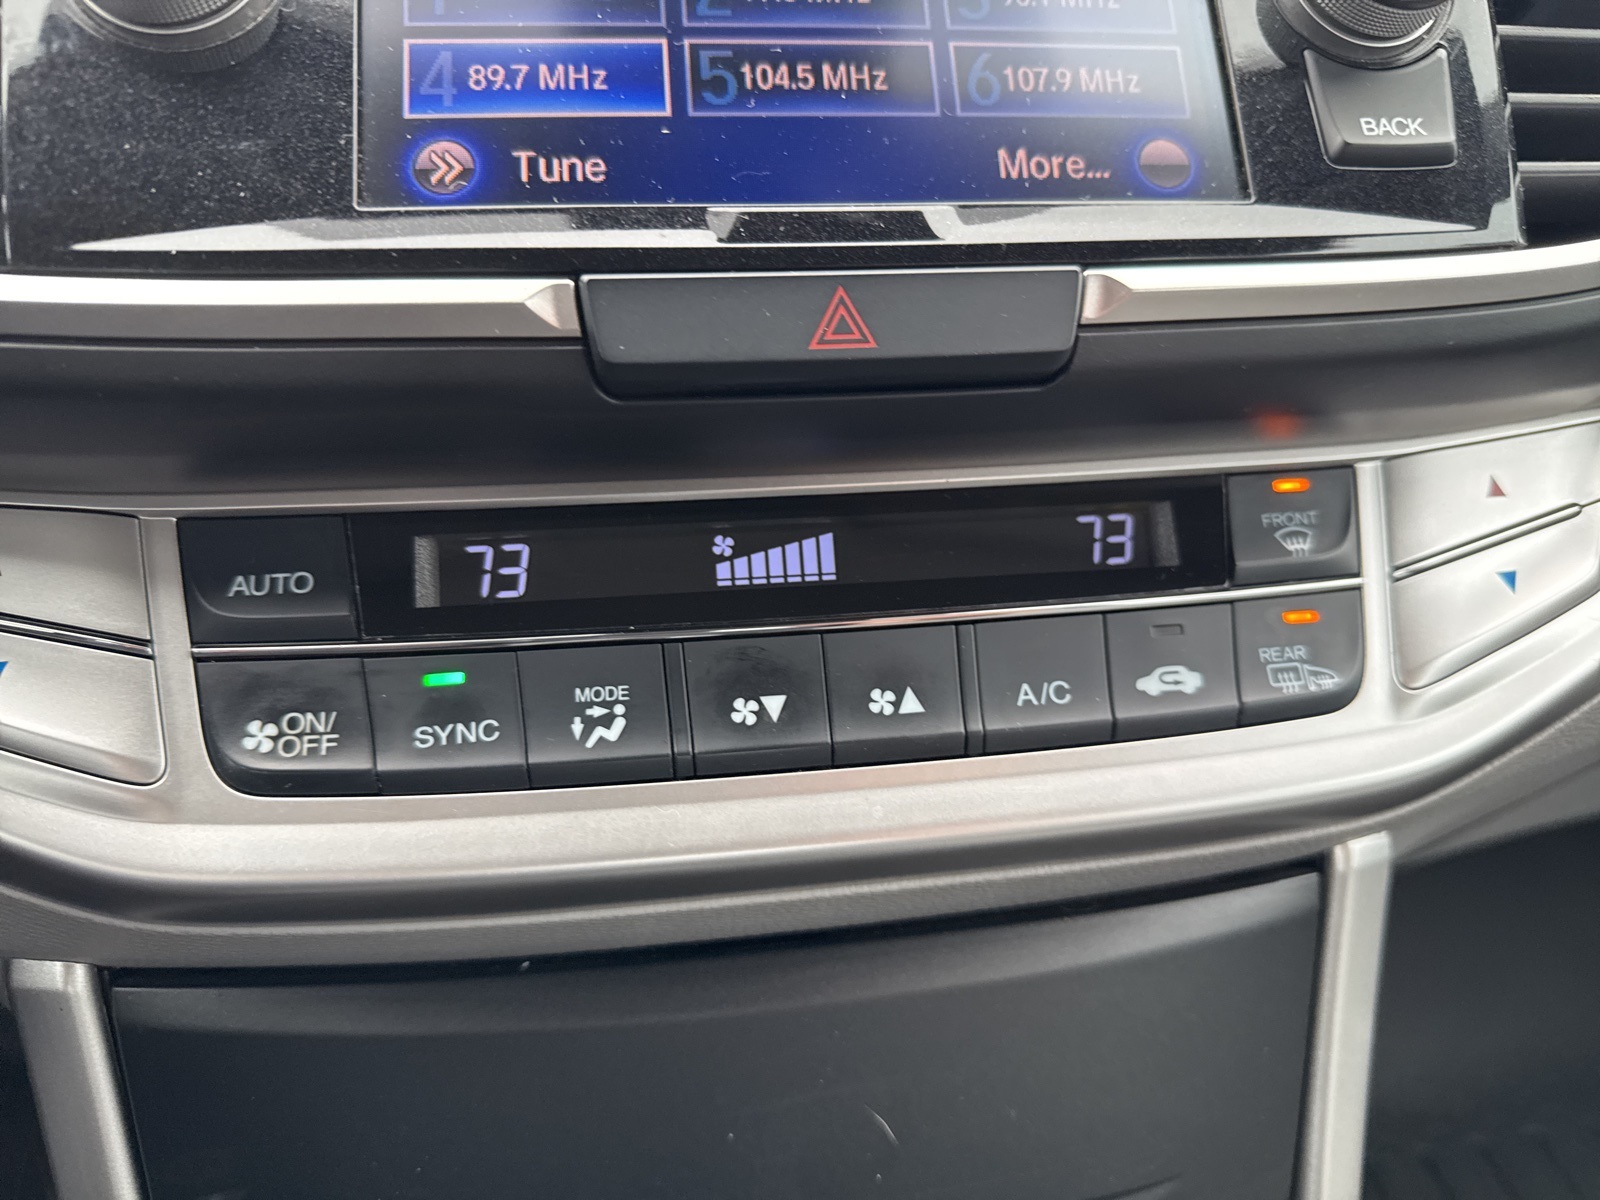 4 89.7 MHz
5 104.5 MHz
6 107.9 MHz
Tune
More...
BACK
73
73
FRONT
AUTO
ON/
OFF
SYNC
MODE
A/C
REAR